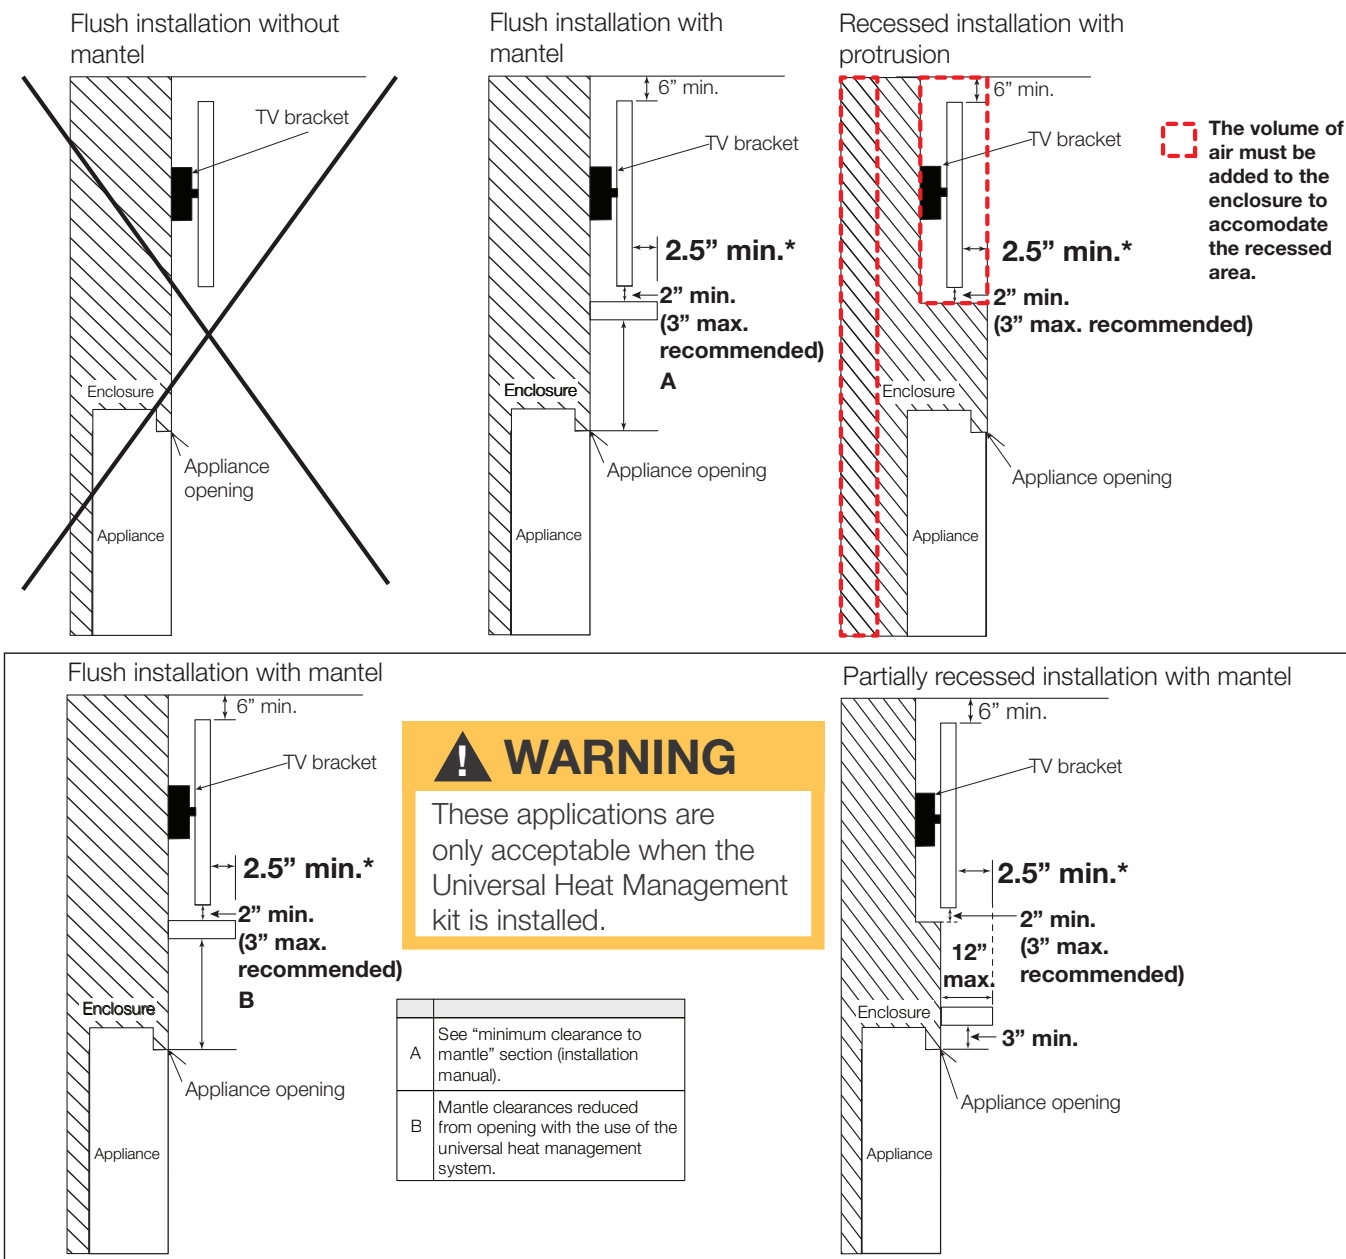 Flush installation without
mantel
TV bracket
Enclosure
Appliance
opening
Appliance
Flush installation with
mantel
6” min.
TV bracket
2.5” min.*
2” min.
(3” max.
recommended)
A
Enclosure
Appliance opening
Appliance
Recessed installation with
protrusion
6” min.
TV bracket
2.5” min.*
2” min.
(3” max. recommended)
Enclosure
Appliance opening
Appliance
The volume of
air must be
added to the
enclosure to
accomodate
the recessed
area.
Flush installation with mantel
6” min.
TV bracket
2.5” min.*
2” min.
(3” max.
recommended)
B
Enclosure
Appliance opening
Appliance
! WARNING
These applications are
only acceptable when the
Universal Heat Management
kit is installed.
A
See “minimum clearance to
mantle” section (installation
manual).
B
Mantle clearances reduced
from opening with the use of the
universal heat management
system.
Partially recessed installation with mantel
6” min.
TV bracket
2.5” min.*
2” min.
(3” max.
recommended)
12”
max.
Enclosure
3” min.
Appliance opening
Appliance